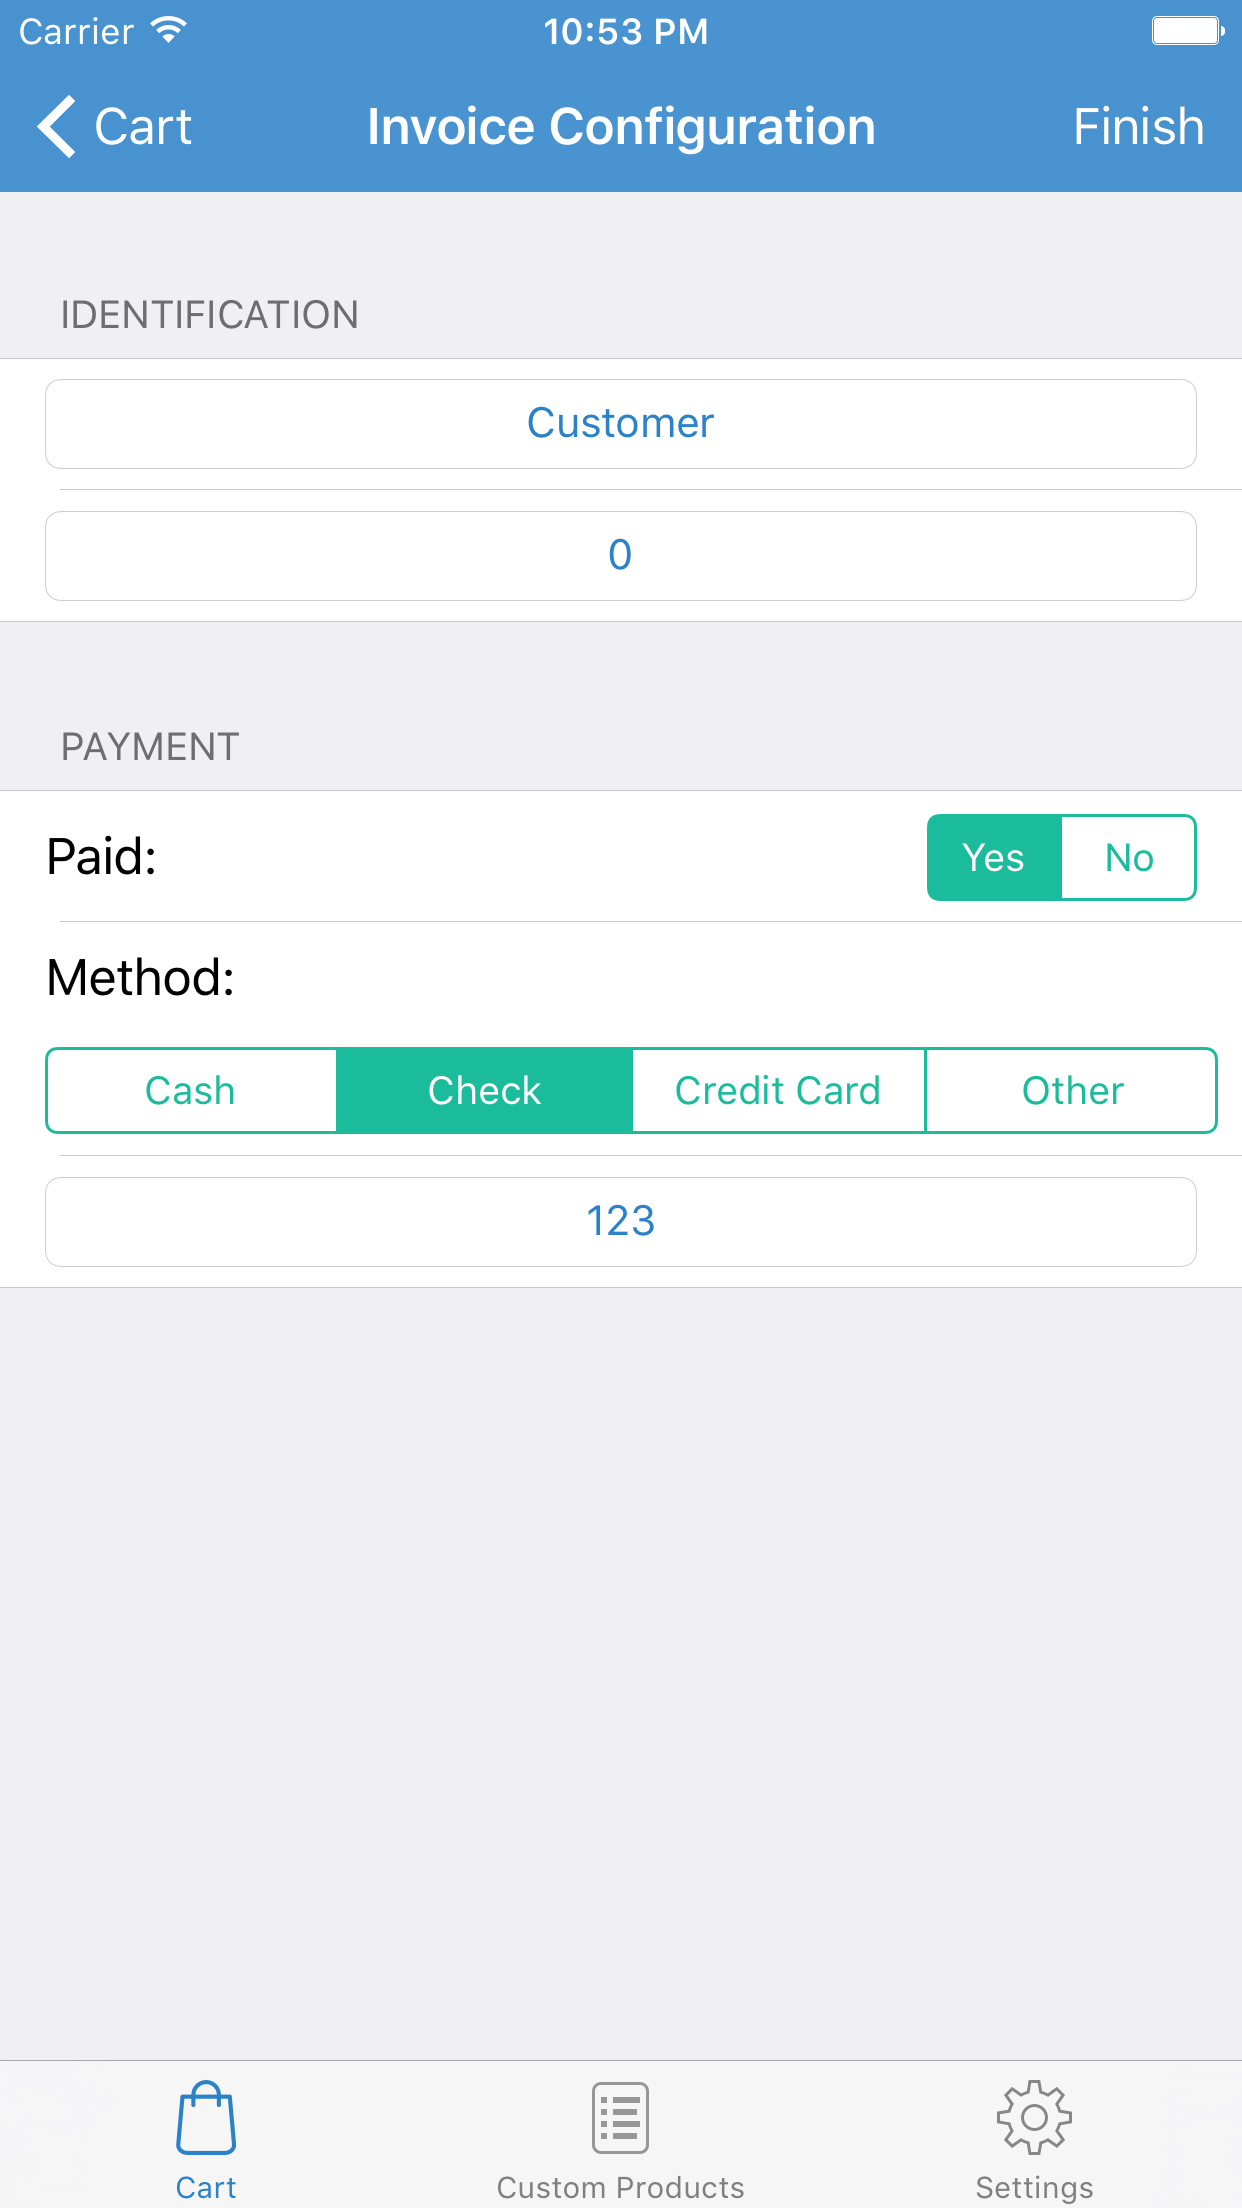 Carrier 10:53 PM
Cart Invoice Configuration Finish
IDENTIFICATION
Customer
0
PAYMENT
Paid: Yes No
Method:
Cash Check Credit Card Other
123
Cart Custom Products Settings